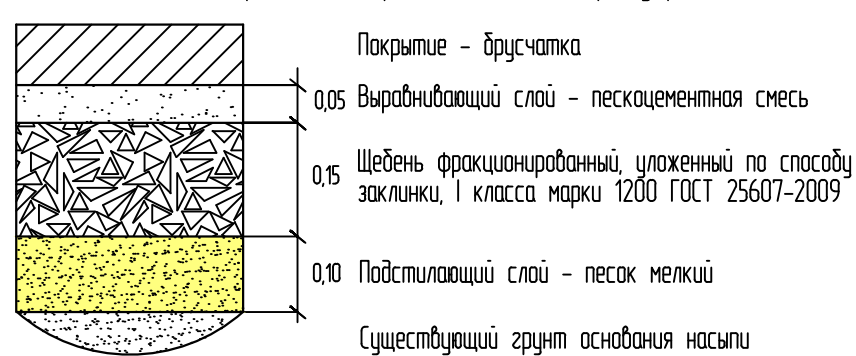 Покрытие - брусчатка
0,05 Выравнивающий слой - пескоцементная смесь
0,15 Щебень фракционированный, уложенный по способу
заклинки, I класса марки 1200 ГОСТ 25607-2009
0,10 Подстилающий слой - песок мелкий
Существующий грунт основания насыпи